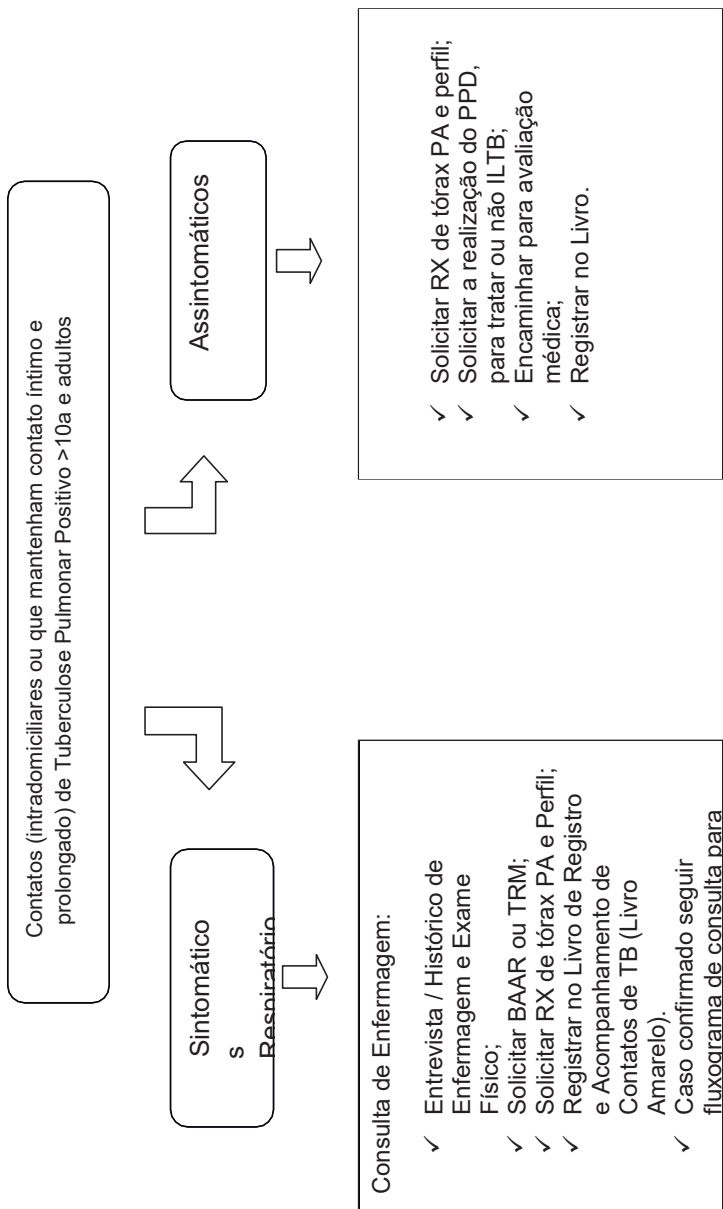 Contatos (intradomiciliares ou que mantenham contato íntimo e
prolongado) de Tuberculose Pulmonar Positivo >10a e adultos
Sintomático
s
Respiratório
Assintomáticos
Consulta de Enfermagem:
✓ Entrevista / Histórico de
Enfermagem e Exame
Físico;
✓ Solicitar BAAR ou TRM;
✓ Solicitar RX de tórax PA e Perfil;
✓ Registrar no Livro de Registro
e Acompanhamento de
Contatos de TB (Livro
Amarelo).
✓ Caso confirmado seguir
fluxograma de consulta para
✓ Solicitar RX de tórax PA e perfil;
✓ Solicitar a realização do PPD,
para tratar ou não ILTB;
✓ Encaminhar para avaliação
médica;
✓ Registrar no Livro.